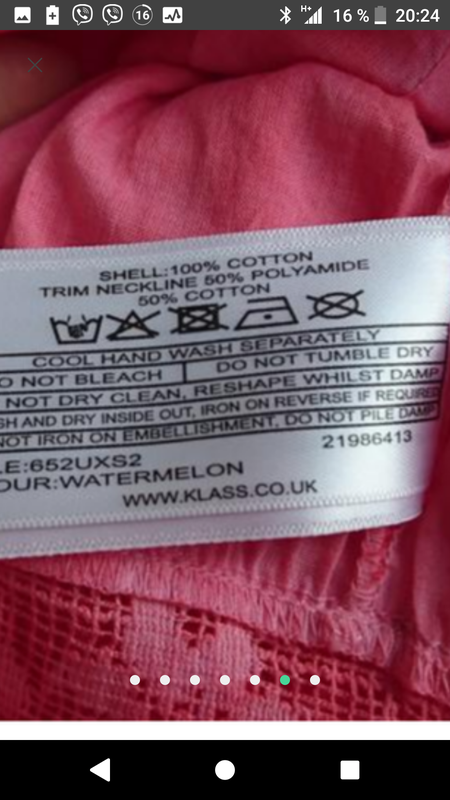 H+
16
16 %
20:24
SHELL:100% COTTON
TRIM NECKLINE 50% POLYAMIDE
50% COTTON
COOL HAND WASH SEPARATELY
O NOT BLEACH DO NOT TUMBLE DRY
NOT DRY CLEAN, RESHAPE WHILST DAMP
SH AND DRY INSIDE OUT, IRON ON REVERSE IF REQUIRED
NOT IRON ON EMBELLISHMENT, DO NOT PILE DAMP
21986413
LE:652UXS2
OUR:WATERMELON
WWW.KLASS.CO.UK